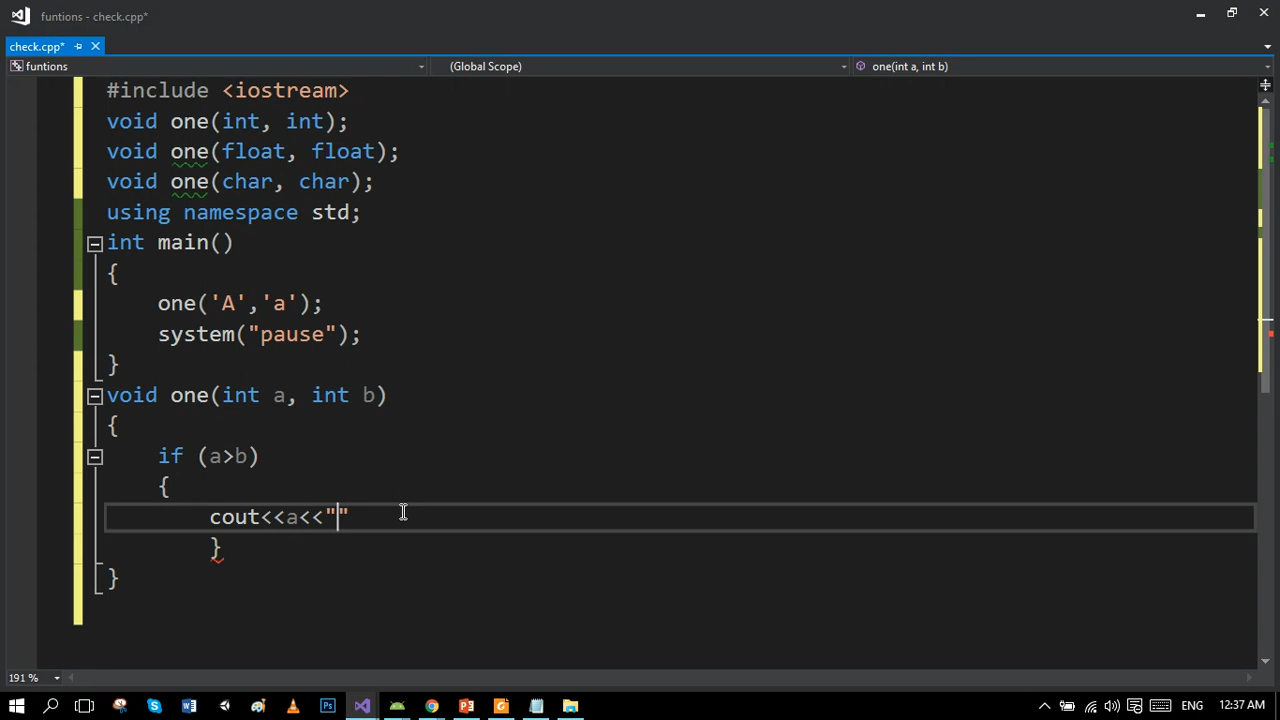 funtions - check.cpp*
check.cpp*
funtions (Global Scope) one(int a, int b)
#include <iostream>
void one(int, int);
void one(float, float);
void one(char, char);
using namespace std;
int main()
{
one('A','a');
system("pause");
}
void one(int a, int b)
{
if (a>b)
{
cout<<a<<""
}
}
191 %
ENG 12:37 AM